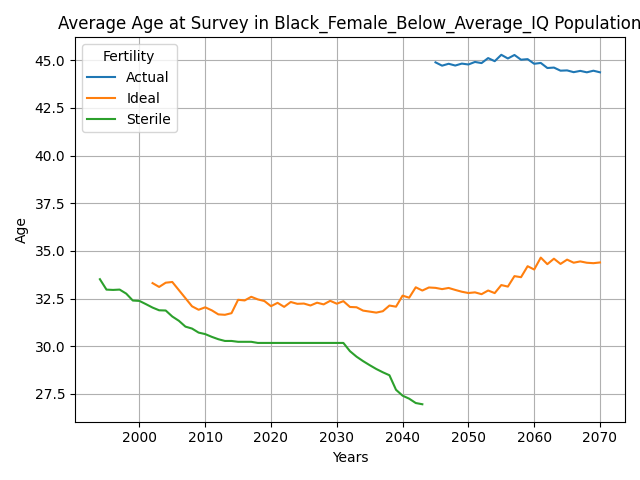 Average Age at Survey in Black_Female_Below_Average_IQ Population
Fertility
Actual
Ideal
Sterile
Age
45.0
42.5
40.0
37.5
35.0
32.5
30.0
27.5
2000 2010 2020 2030 2040 2050 2060 2070
Years